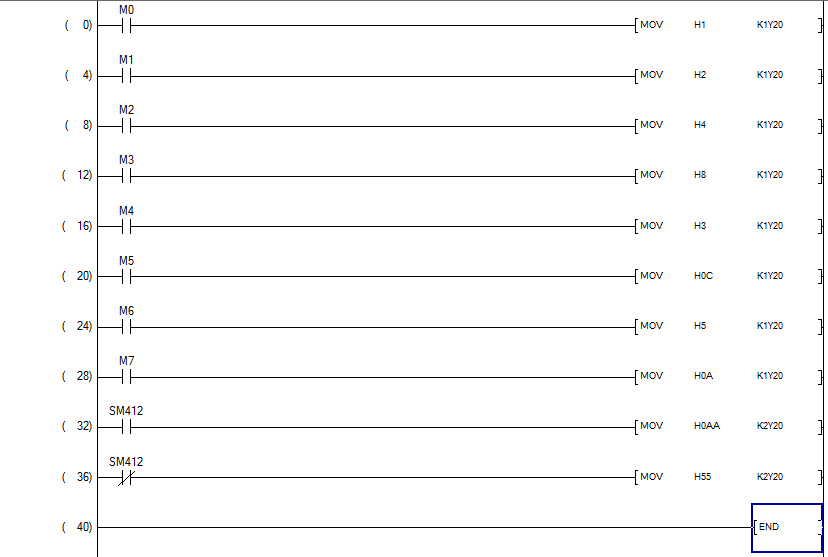 M0
( 0) MOV H1 K1Y20
M1
( 4) MOV H2 K1Y20
M2
( 8) MOV H4 K1Y20
M3
( 12) MOV H8 K1Y20
M4
( 16) MOV H3 K1Y20
M5
( 20) MOV H0C K1Y20
M6
( 24) MOV H5 K1Y20
M7
( 28) MOV H0A K1Y20
SM412
( 32) MOV H0AA K2Y20
SM412
( 36) MOV H55 K2Y20
( 40) END